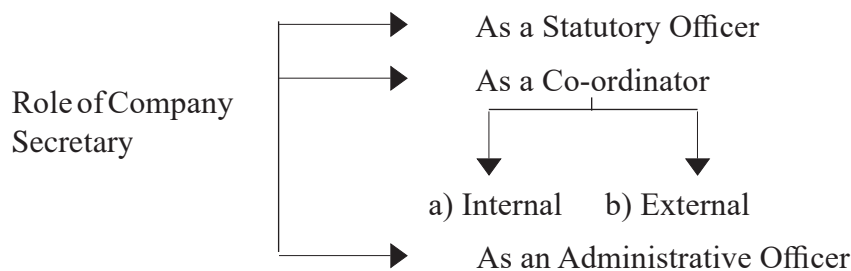 As a Statutory Officer
As a Co-ordinator
Role of Company
Secretary
a) Internal b) External
As an Administrative Officer